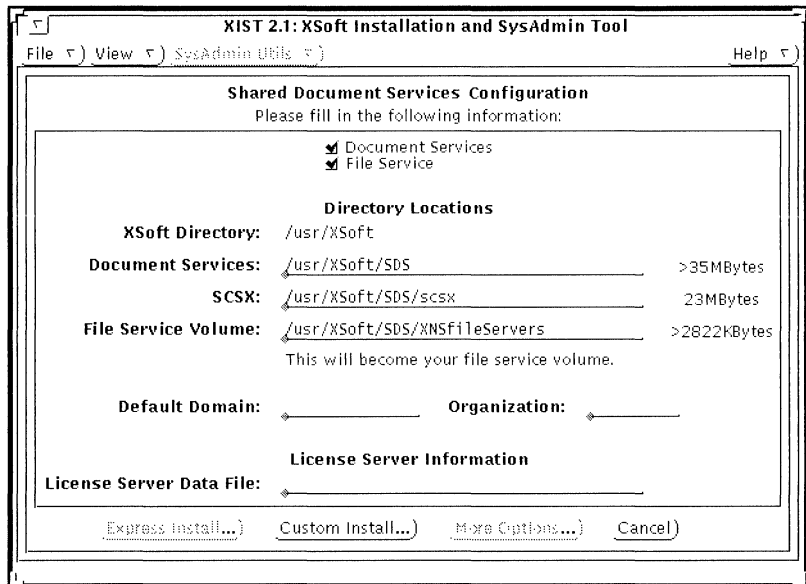 XIST 2.1: XSoft Installation and SysAdmin Tool
File View SysAdmin Utils Help
Shared Document Services Configuration
Please fill in the following information:
Document Services
File Service
Directory Locations
XSoft Directory: /usr/XSoft
Document Services: /usr/XSoft/SDS >35MBytes
SCSX: /usr/XSoft/SDS/scsx 23MBytes
File Service Volume: /usr/XSoft/SDS/XNSfileServers >2822KBytes
This will become your file service volume.
Default Domain: Organization:
License Server Information
License Server Data File:
Express Install... Custom Install... More Options... Cancel